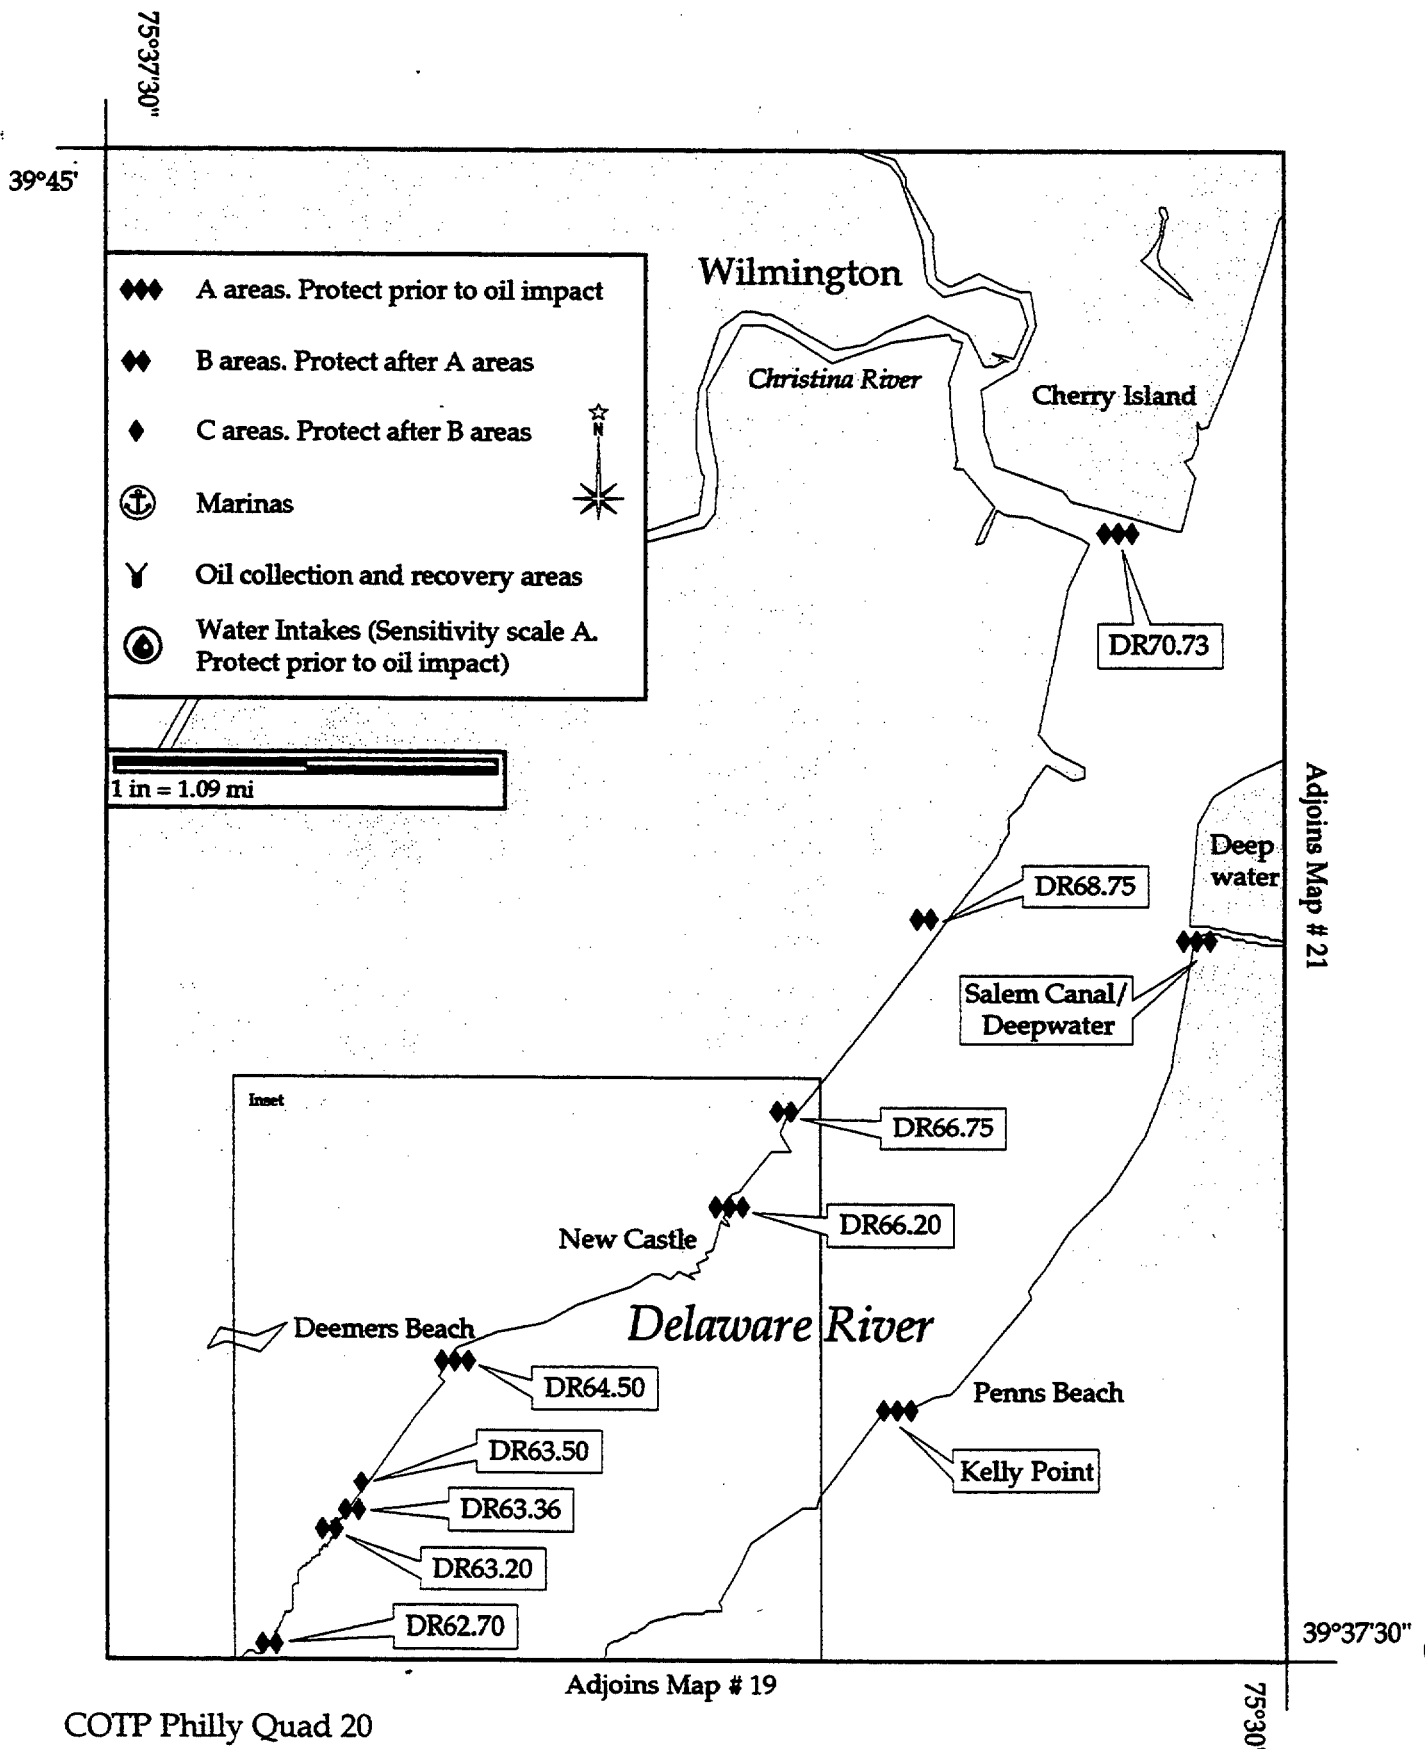 75°37'30"
39°45'
A areas. Protect prior to oil impact
B areas. Protect after A areas
C areas. Protect after B areas
N
Marinas
Oil collection and recovery areas
Water Intakes (Sensitivity scale A.
Protect prior to oil impact)
1 in = 1.09 mi
Wilmington
Christina River
Cherry Island
DR70.73
Adjoins Map # 21
Deep
water
DR68.75
Salem Canal/
Deepwater
Inset
DR66.75
DR66.20
New Castle
Delaware River
Deemers Beach
DR64.50
Penns Beach
Kelly Point
DR63.50
DR63.36
DR63.20
DR62.70
39°37'30"
Adjoins Map # 19
75°30'
COTP Philly Quad 20